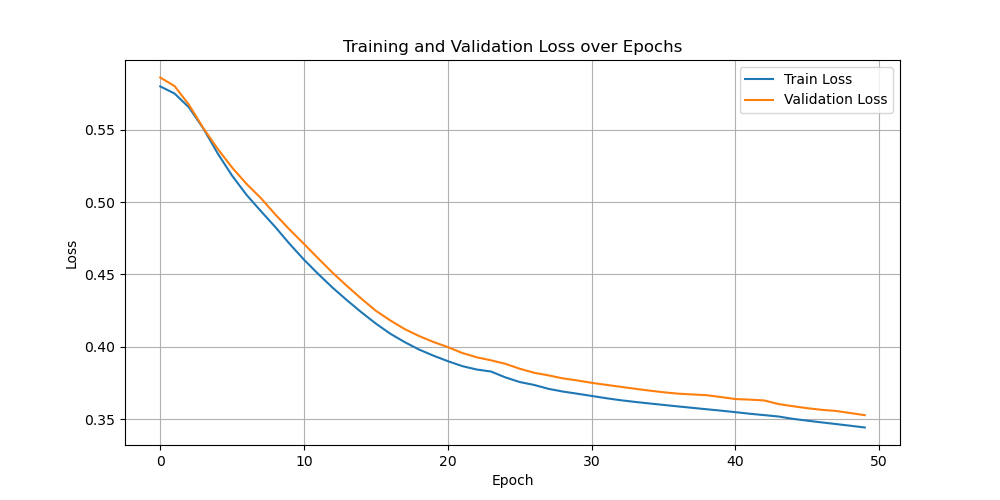 Training and Validation Loss over Epochs
Train Loss
Validation Loss
0.55
0.50
0.45
0.40
0.35
Loss
0 10 20 30 40 50
Epoch